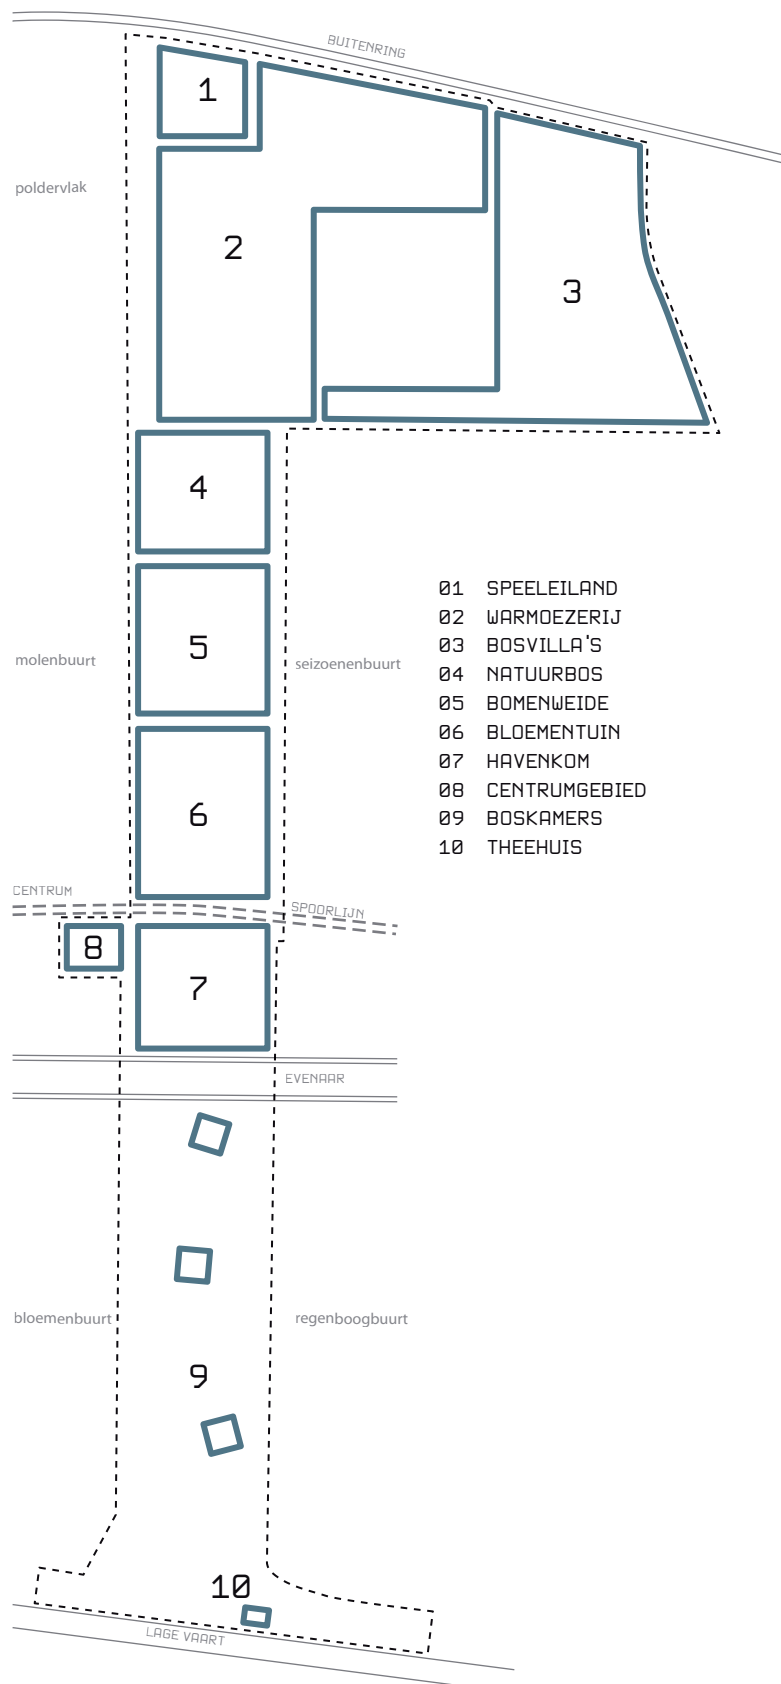 BUITENRING
1
poldervlak
2
3
4
01 SPEELEILAND
02 WARMOEZERIJ
03 BOSVILLA'S
04 NATUURBOS
05 BOMENWEIDE
06 BLOEMENTUIN
07 HAVENKOM
08 CENTRUMGEBIED
09 BOSKAMERS
10 THEEHUIS
5
molenbuurt
seizoenenbuurt
6
CENTRUM
SPOORLIJN
8
7
EVENAAR
bloemenbuurt
regenboogbuurt
9
10
LAGE VAART